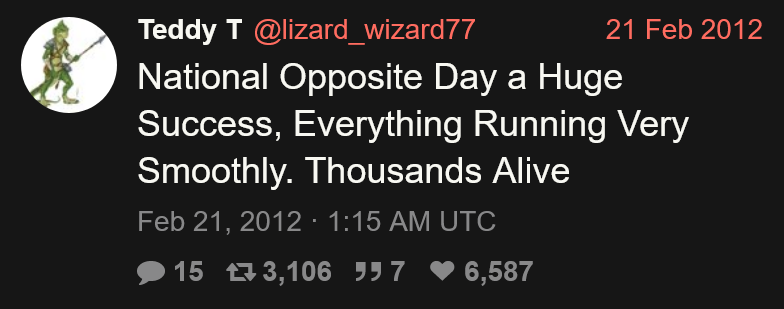 Teddy T @lizard_wizard77 21 Feb 2012
National Opposite Day a Huge
Success, Everything Running Very
Smoothly. Thousands Alive
Feb 21, 2012 · 1:15 AM UTC
15 3,106 7 6,587